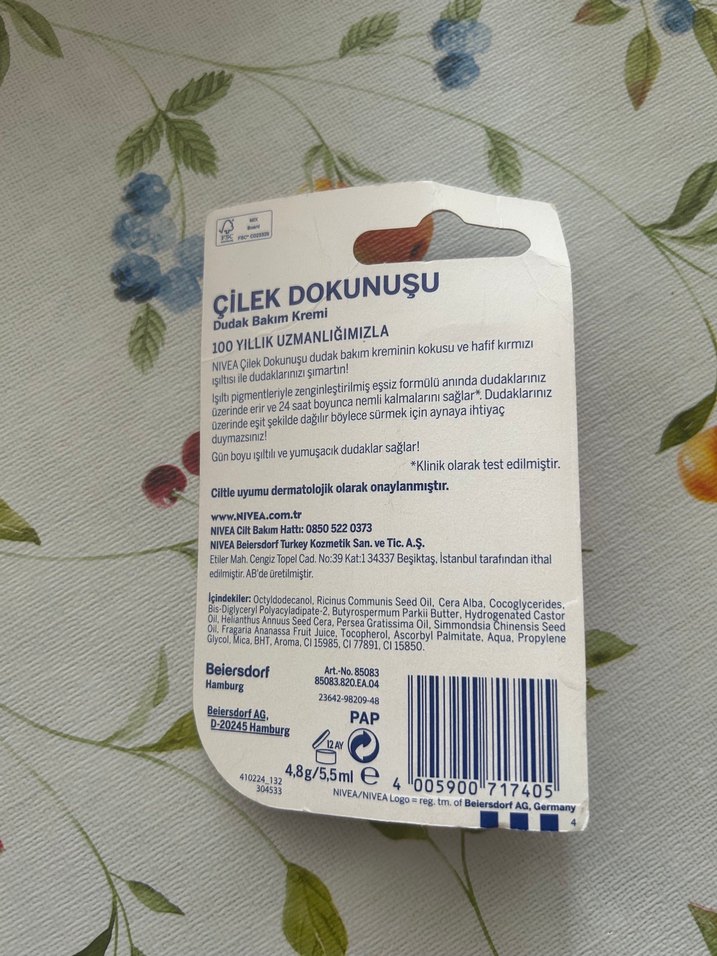 FSC
MIX
Board
FSC® C023335
ÇİLEK DOKUNUŞU
Dudak Bakım Kremi
100 YILLIK UZMANLIĞIMIZLA
NIVEA Çilek Dokunuşu dudak bakım kreminin kokusu ve hafif kırmızı
ışıltısı ile dudaklarınızı şımartın!
Işıltı pigmentleriyle zenginleştirilmiş eşsiz formülü anında dudaklarınız
üzerinde erir ve 24 saat boyunca nemli kalmalarını sağlar*. Dudaklarınız
üzerinde eşit şekilde dağılır böylece sürmek için aynaya ihtiyaç
duymazsınız!
Gün boyu ışıltılı ve yumuşacık dudaklar sağlar!
*Klinik olarak test edilmiştir.
Ciltle uyumu dermatolojik olarak onaylanmıştır.
www.NIVEA.com.tr
NIVEA Cilt Bakım Hattı: 0850 522 0373
NIVEA Beiersdorf Turkey Kozmetik San. ve Tic. A.Ş.
Etiler Mah. Cengiz Topel Cad. No:39 Kat:1 34337 Beşiktaş, İstanbul tarafından ithal
edilmiştir. AB'de üretilmiştir.
İçindekiler: Octyldodecanol, Ricinus Communis Seed Oil, Cera Alba, Cocoglycerides,
Bis-Diglyceryl Polyacyladipate-2, Butyrospermum Parkii Butter, Hydrogenated Castor
Oil, Helianthus Annuus Seed Cera, Persea Gratissima Oil, Simmondsia Chinensis Seed
Oil, Fragaria Ananassa Fruit Juice, Tocopherol, Ascorbyl Palmitate, Aqua, Propylene
Glycol, Mica, BHT, Aroma, CI 15985, CI 77891, CI 15850.
Beiersdorf
Hamburg
Beiersdorf AG,
D-20245 Hamburg
Art.-No. 85083
85083.820.EA.04
23642-98209-48
PAP
12 AY
4,8g/5,5ml e
410224_132
304533
4 005900 717405
NIVEA/NIVEA Logo = reg. tm. of Beiersdorf AG, Germany
4